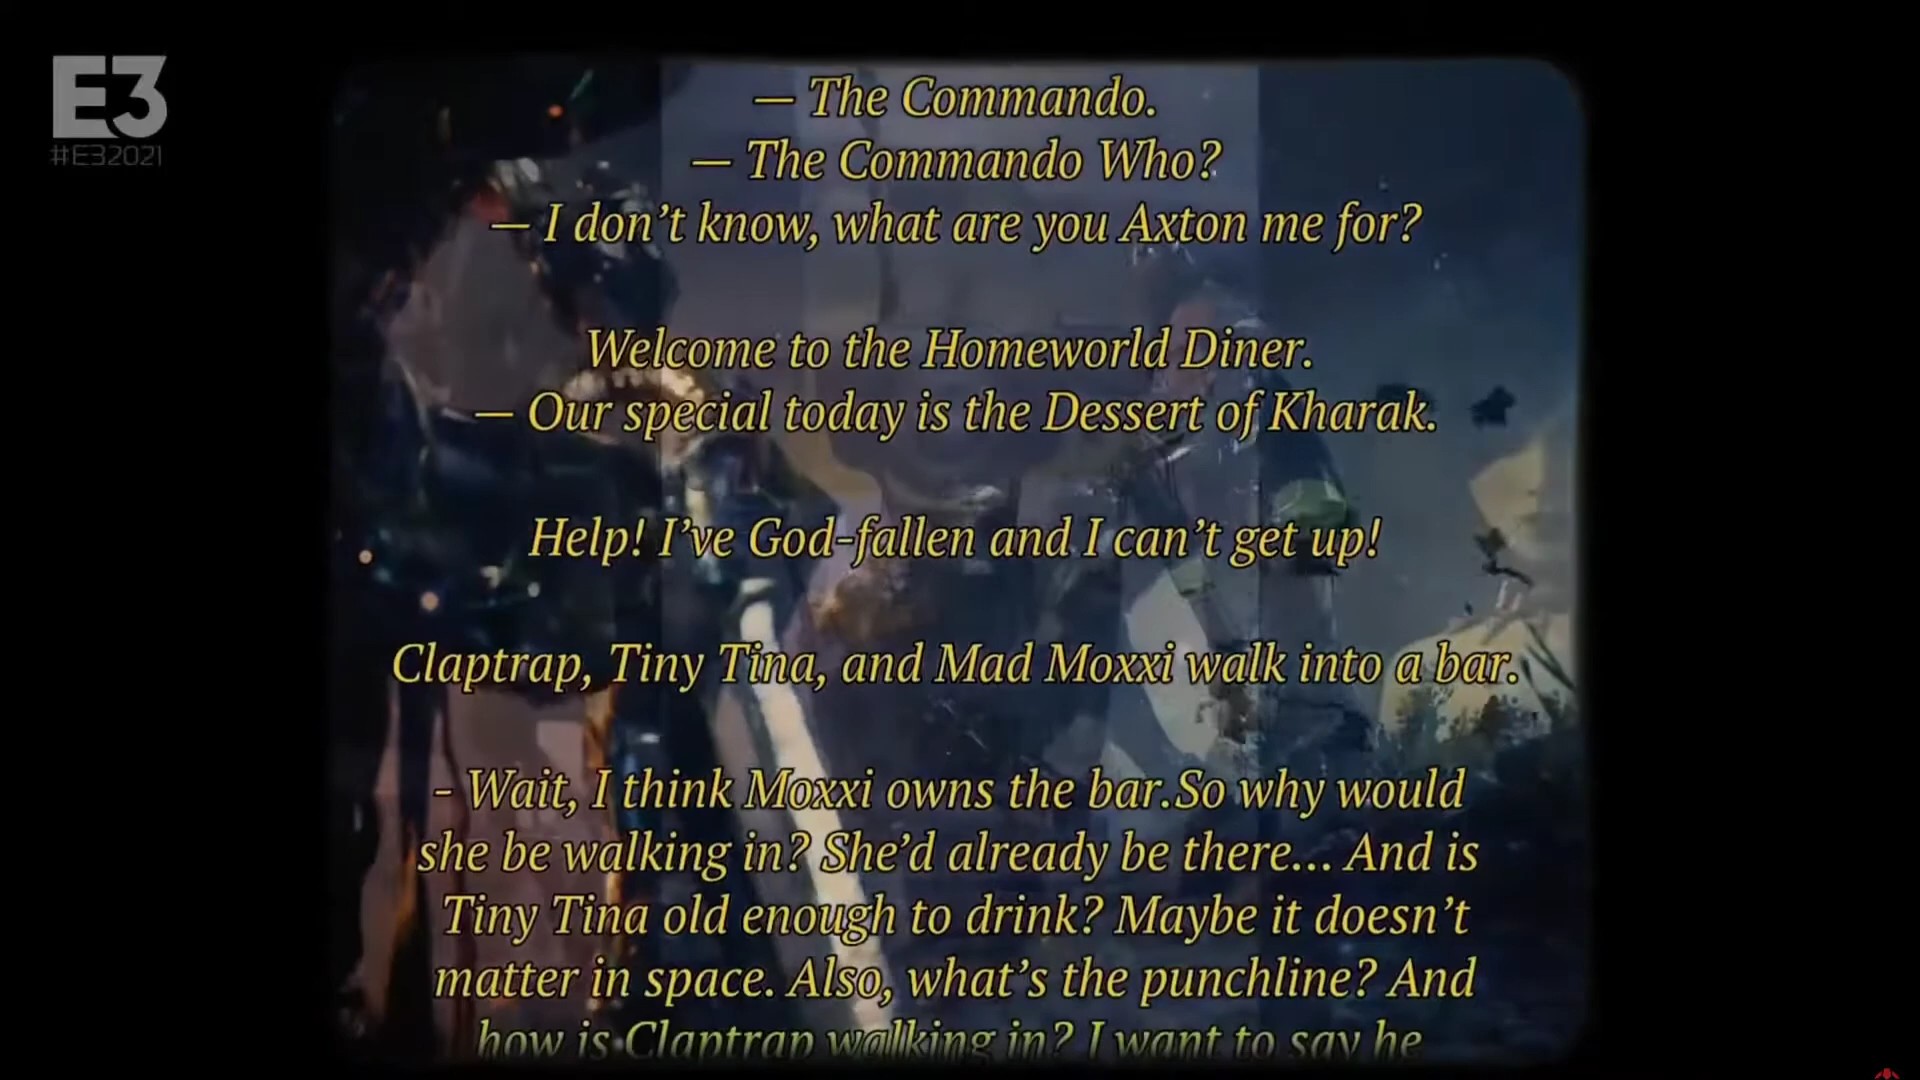 E3
#E32021
— The Commando.
— The Commando Who?
— I don’t know, what are you Axton me for?
Welcome to the Homeworld Diner.
— Our special today is the Dessert of Kharak.
Help! I’ve God-fallen and I can’t get up!
Claptrap, Tiny Tina, and Mad Moxxi walk into a bar.
- Wait, I think Moxxi owns the bar.So why would
she be walking in? She’d already be there... And is
Tiny Tina old enough to drink? Maybe it doesn’t
matter in space. Also, what’s the punchline? And
how is Claptrap walking in? I want to say he